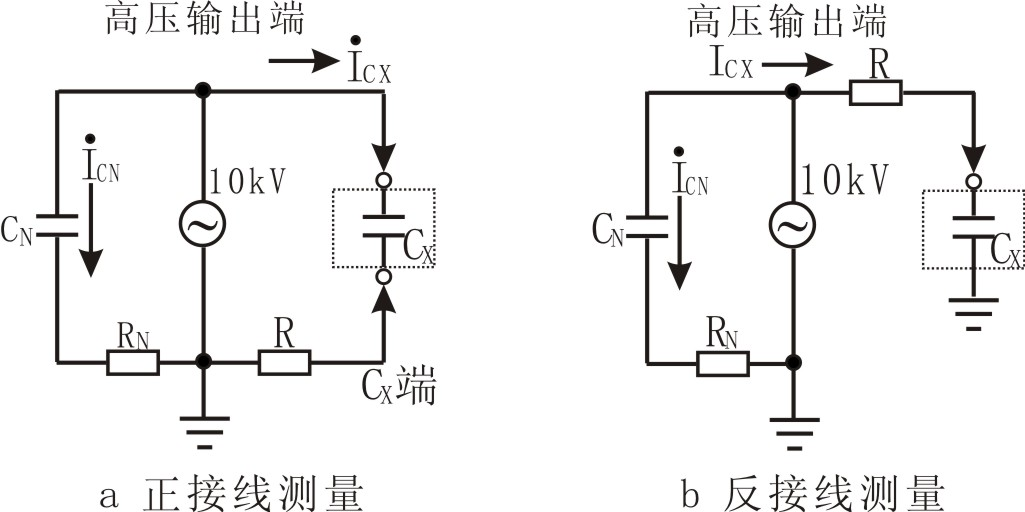 高压输出端
İCX
İCN
10kV
CN
CX
RN
R
CX端
a 正接线测量
高压输出端
ICX
R
İCN
10kV
CN
CX
RN
b 反接线测量